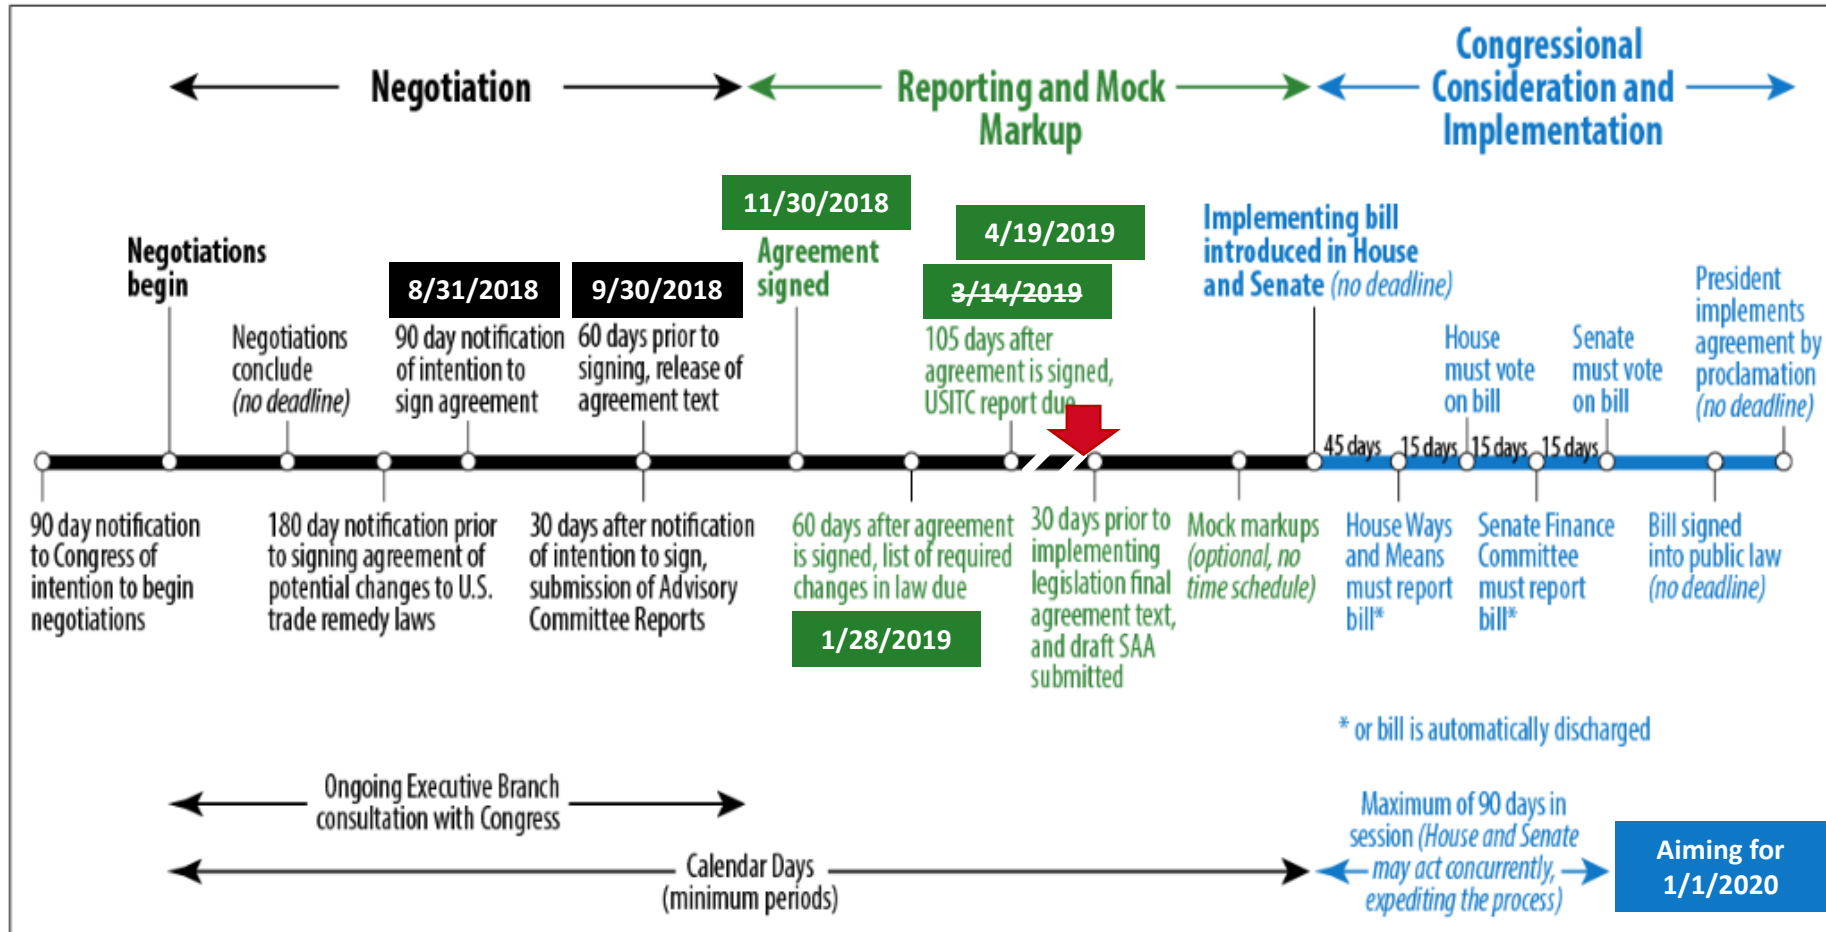 Negotiation
Reporting and Mock
Markup
Congressional
Consideration and
Implementation
Negotiations
begin
Negotiations
conclude
(no deadline)
8/31/2018
90 day notification
of intention to
sign agreement
9/30/2018
60 days prior to
signing, release of
agreement text
11/30/2018
Agreement
signed
4/19/2019
3/14/2019
105 days after
agreement is signed,
USITC report due
Implementing bill
introduced in House
and Senate (no deadline)
House
must vote
on bill
Senate
must vote
on bill
President
implements
agreement by
proclamation
(no deadline)
45 days
15 days
15 days
15 days
90 day notification
to Congress of
intention to begin
negotiations
180 day notification prior
to signing agreement of
potential changes to U.S.
trade remedy laws
30 days after notification
of intention to sign,
submission of Advisory
Committee Reports
60 days after agreement
is signed, list of required
changes in law due
1/28/2019
30 days prior to
implementing
legislation final
agreement text,
and draft SAA
submitted
Mock markups
(optional, no
time schedule)
House Ways
and Means
must report
bill*
Senate Finance
Committee
must report
bill*
Bill signed
into public law
(no deadline)
* or bill is automatically discharged
Ongoing Executive Branch
consultation with Congress
Calendar Days
(minimum periods)
Maximum of 90 days in
session (House and Senate
may act concurrently,
expediting the process)
Aiming for
1/1/2020